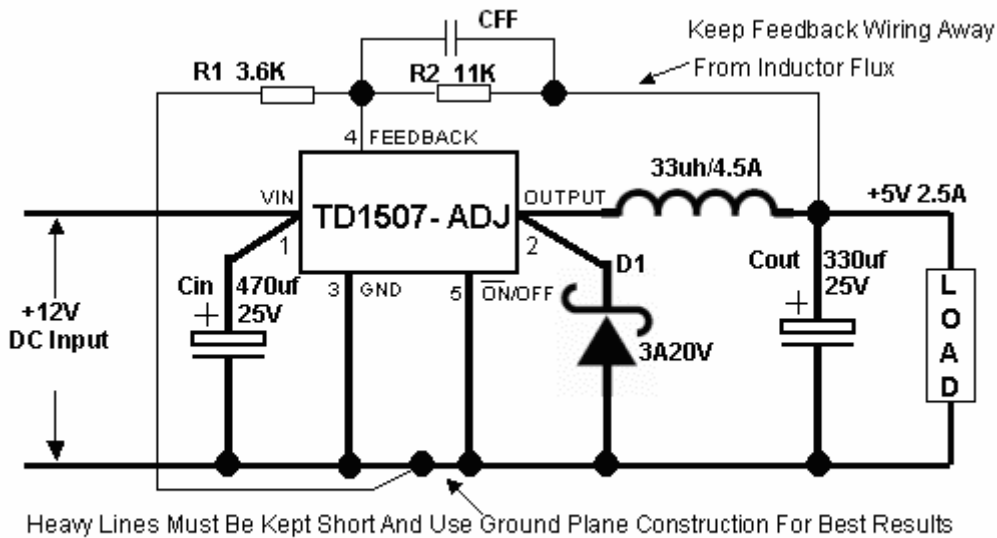 CFF
Keep Feedback Wiring Away
From Inductor Flux
R1 3.6K
R2 11K
4 FEEDBACK
33uh/4.5A
VIN
TD1507- ADJ
OUTPUT
+5V 2.5A
1
2
D1
Cin
470uf
25V
+
3 GND
5
ON/OFF
Cout
330uf
25V
+
LOAD
+12V
DC Input
3A20V
Heavy Lines Must Be Kept Short And Use Ground Plane Construction For Best Results